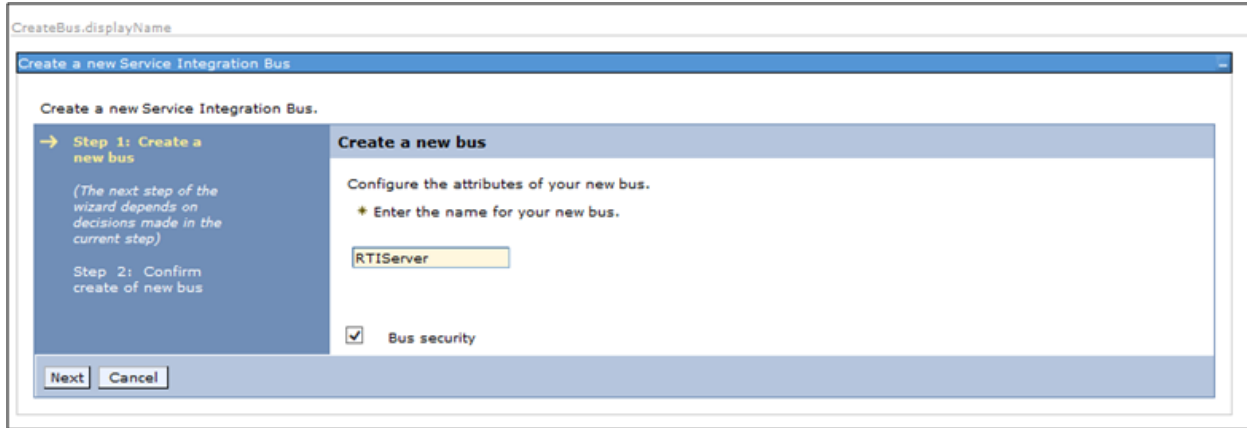 CreateBus.displayName
Create a new Service Integration Bus
Create a new Service Integration Bus.
Step 1: Create a
new bus
(The next step of the
wizard depends on
decisions made in the
current step)
Step 2: Confirm
create of new bus
Create a new bus
Configure the attributes of your new bus.
* Enter the name for your new bus.
RTIServer
Bus security
Next Cancel